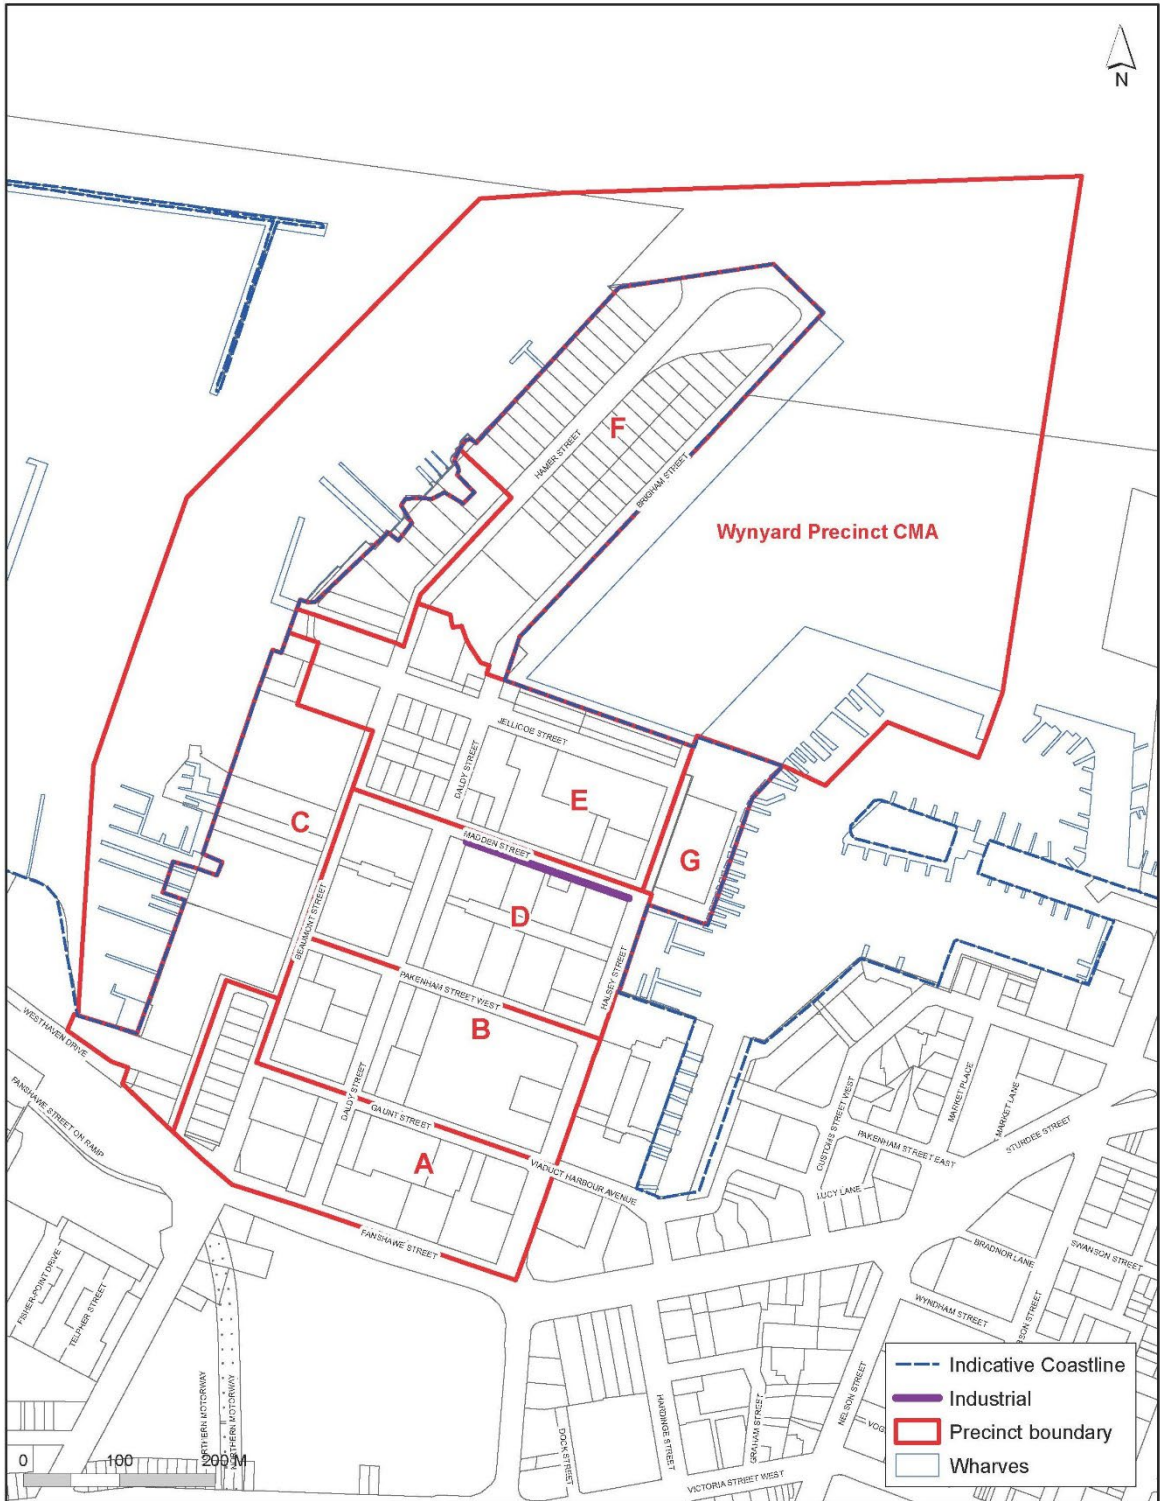 N
F
HAMER STREET
BRIGHAM STREET
Wynyard Precinct CMA
JELLICOE STREET
DALDY STREET
E
C
MADDEN STREET
G
BEAUMONT STREET
D
HALSEY STREET
PAKENHAM STREET WEST
B
WESTHAVEN DRIVE
FANSHAWE STREET ON RAMP
DALDY STREET
GAUNT STREET
A
VIADUCT HARBOUR AVENUE
FANSHAWE STREET
CUSTOMS STREET WEST
MARKET PLACE
MARKET LANE
STURDEE STREET
PAKENHAM STREET EAST
LUCY LANE
BRADNOR LANE
SWANSON STREET
WYNDHAM STREET
FISHER-POINT DRIVE
TELPHER STREET
NORTHERN MOTORWAY
NORTHERN MOTORWAY
DOCK STREET
HARDINGE STREET
GRAHAM STREET
NELSON STREET
VICTORIA STREET WEST
Indicative Coastline
Industrial
Precinct boundary
Wharves
0 100 200 M